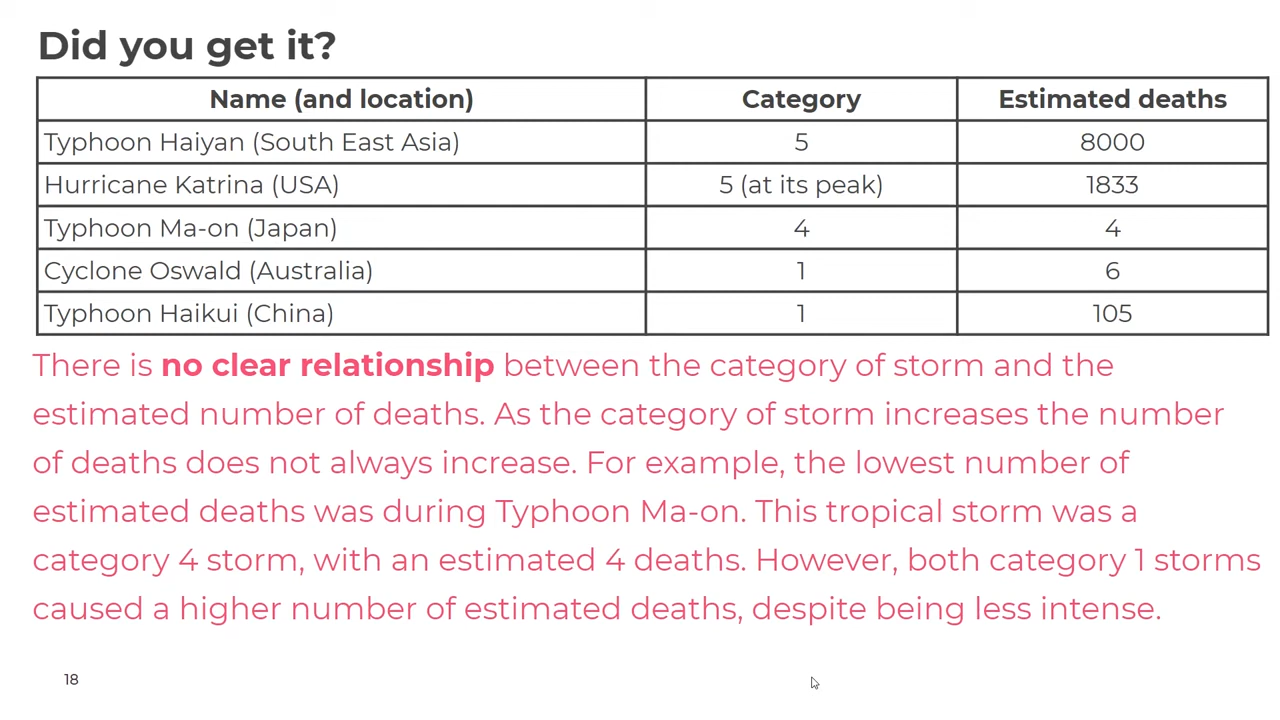 Did you get it?
Name (and location) Category Estimated deaths
Typhoon Haiyan (South East Asia) 5 8000
Hurricane Katrina (USA) 5 (at its peak) 1833
Typhoon Ma-on (Japan) 4 4
Cyclone Oswald (Australia) 1 6
Typhoon Haikui (China) 1 105
There is no clear relationship between the category of storm and the
estimated number of deaths. As the category of storm increases the number
of deaths does not always increase. For example, the lowest number of
estimated deaths was during Typhoon Ma-on. This tropical storm was a
category 4 storm, with an estimated 4 deaths. However, both category 1 storms
caused a higher number of estimated deaths, despite being less intense.
18